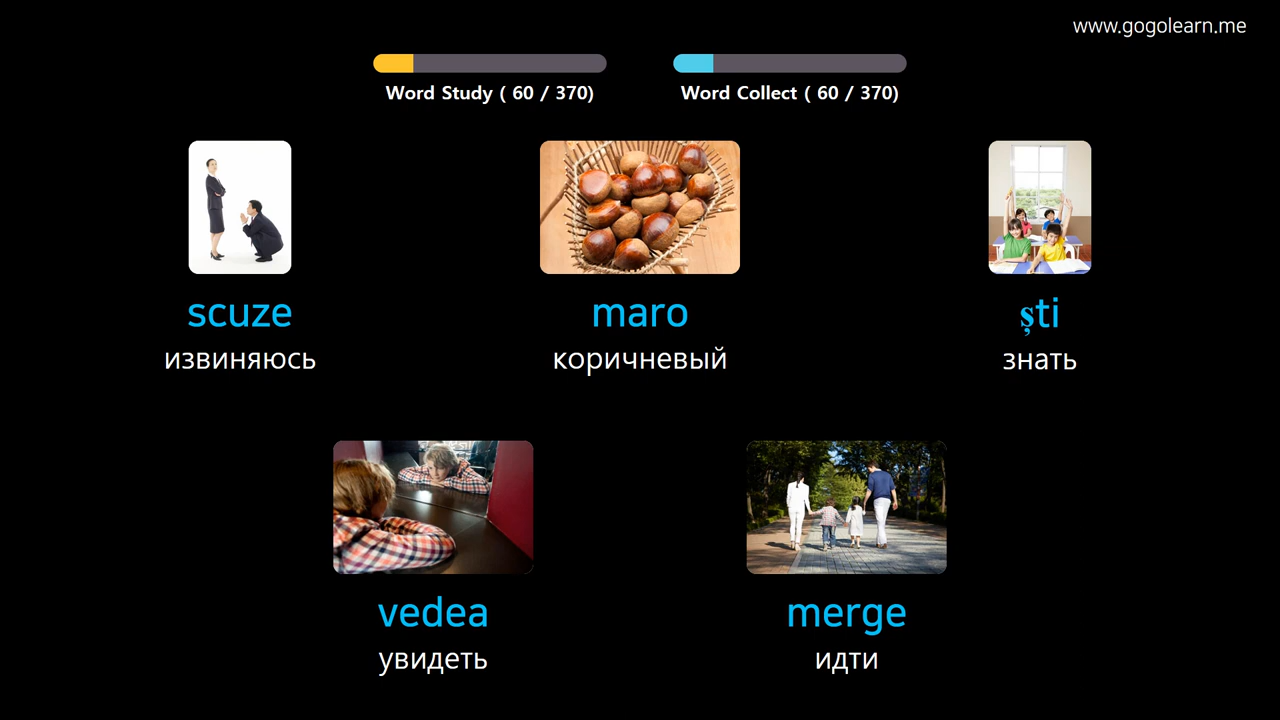 www.gogolearn.me
Word Study ( 60 / 370)
Word Collect ( 60 / 370)
scuze
извиняюсь
maro
коричневый
ști
знать
vedea
увидеть
merge
идти